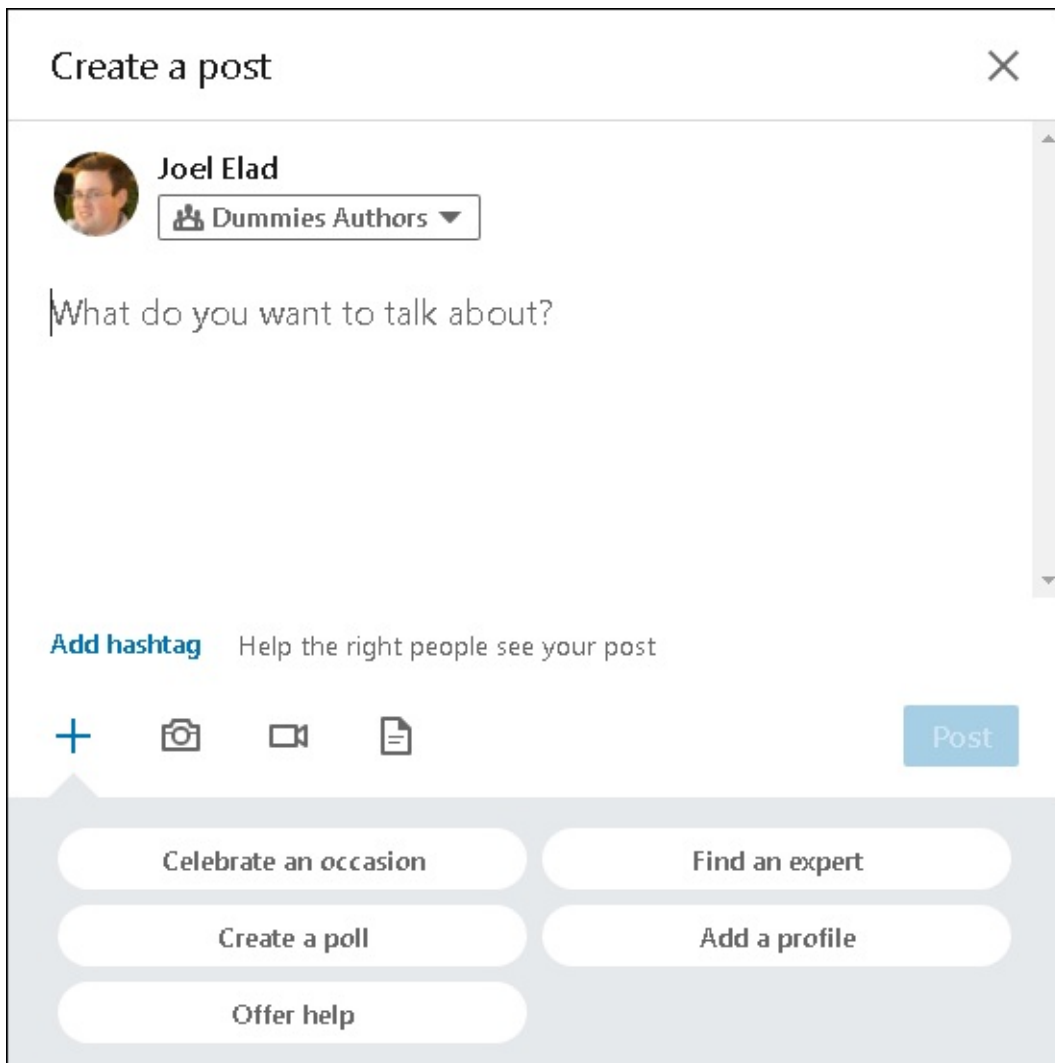 Create a post
Joel Elad
Dummies Authors
What do you want to talk about?
Add hashtag Help the right people see your post
Post
Celebrate an occasion Find an expert
Create a poll Add a profile
Offer help